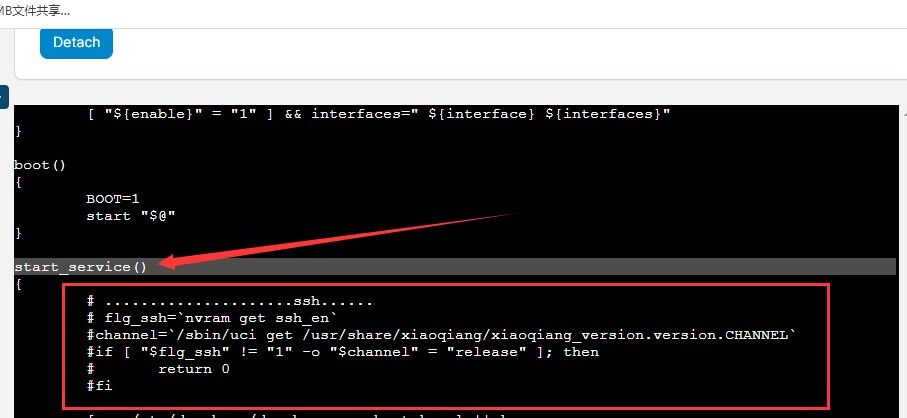 MB文件共享...
Detach
[ "${enable}" = "1" ] && interfaces=" ${interface} ${interfaces}"
}
boot()
{
BOOT=1
start "$@"
}
start_service()
{
# .....................ssh......
# flg_ssh=`nvram get ssh_en`
#channel=`/sbin/uci get /usr/share/xiaoqiang/xiaoqiang_version.version.CHANNEL`
#if [ "$flg_ssh" != "1" -o "$channel" = "release" ]; then
# return 0
#fi